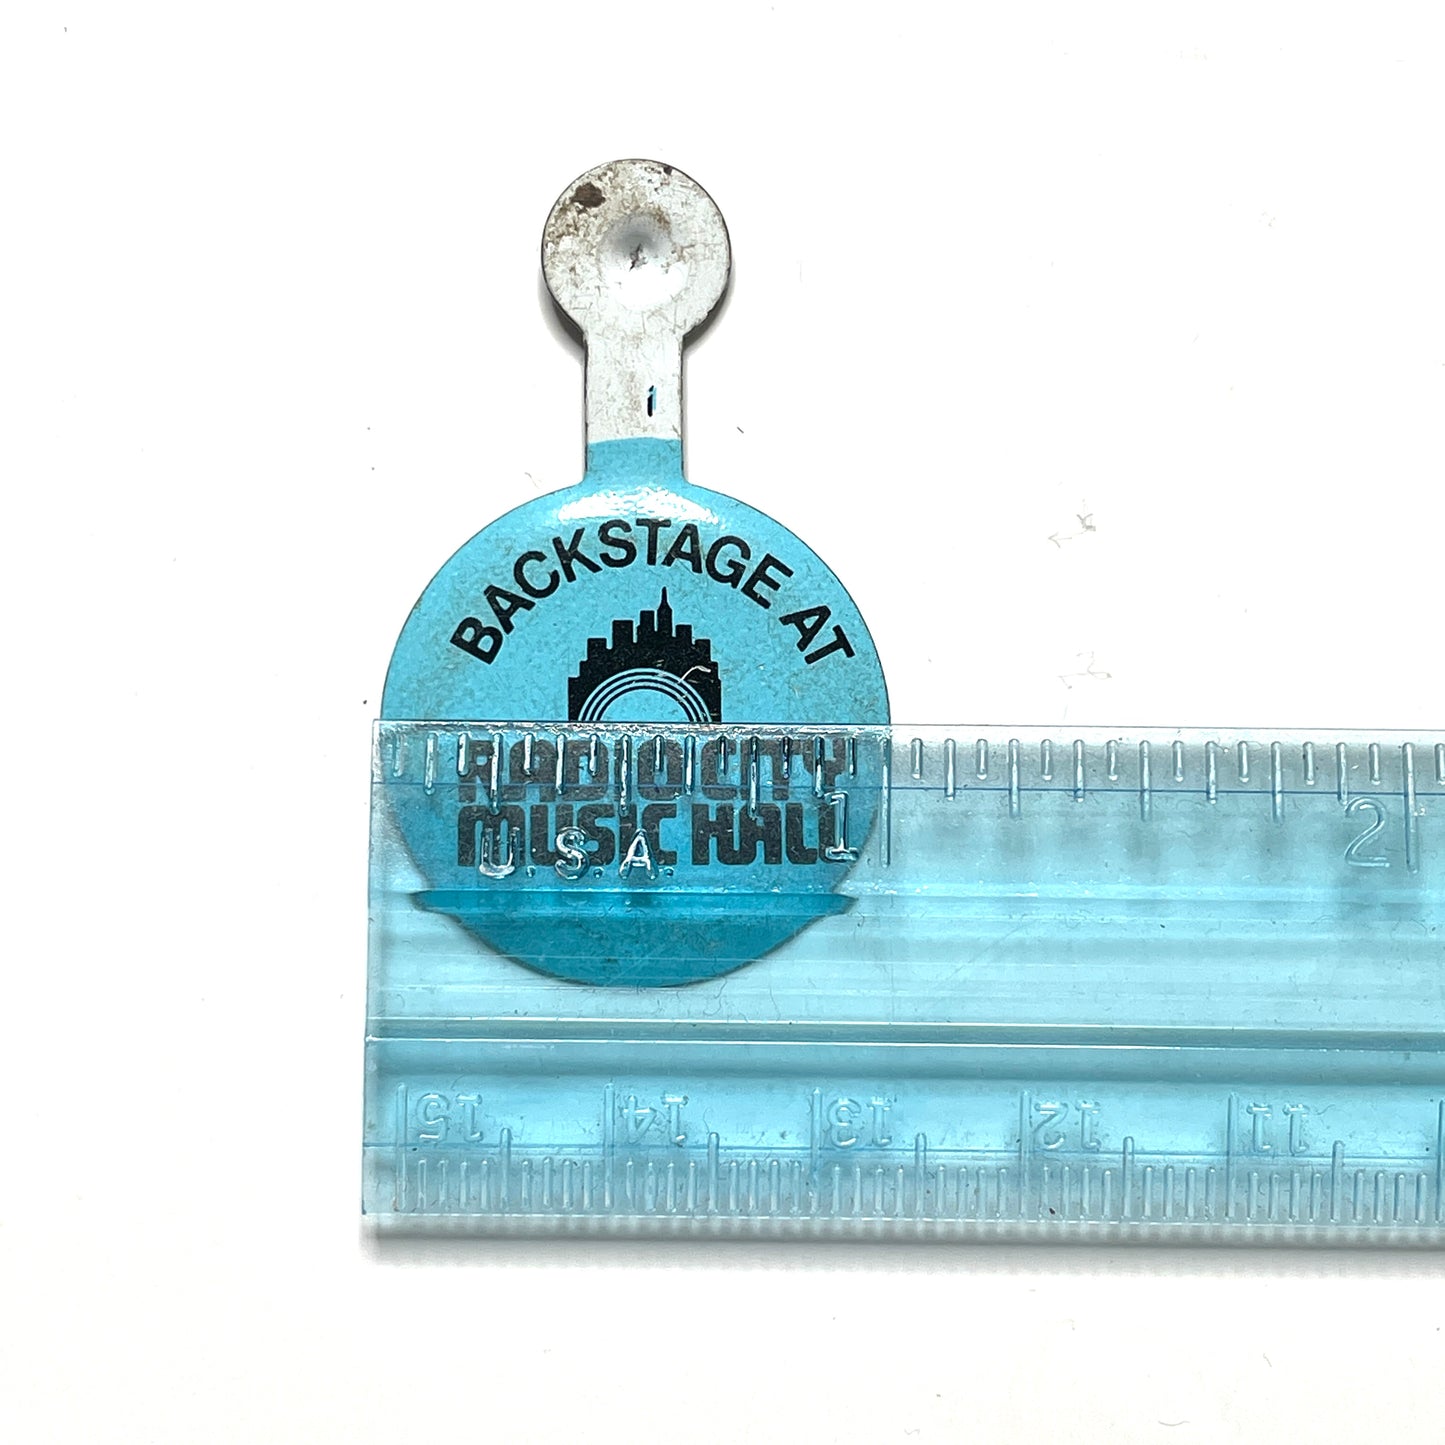 BACKSTAGE AT
RADIO CITY
MUSIC HALL
1 2
U.S.A.
15 14 13 12 11